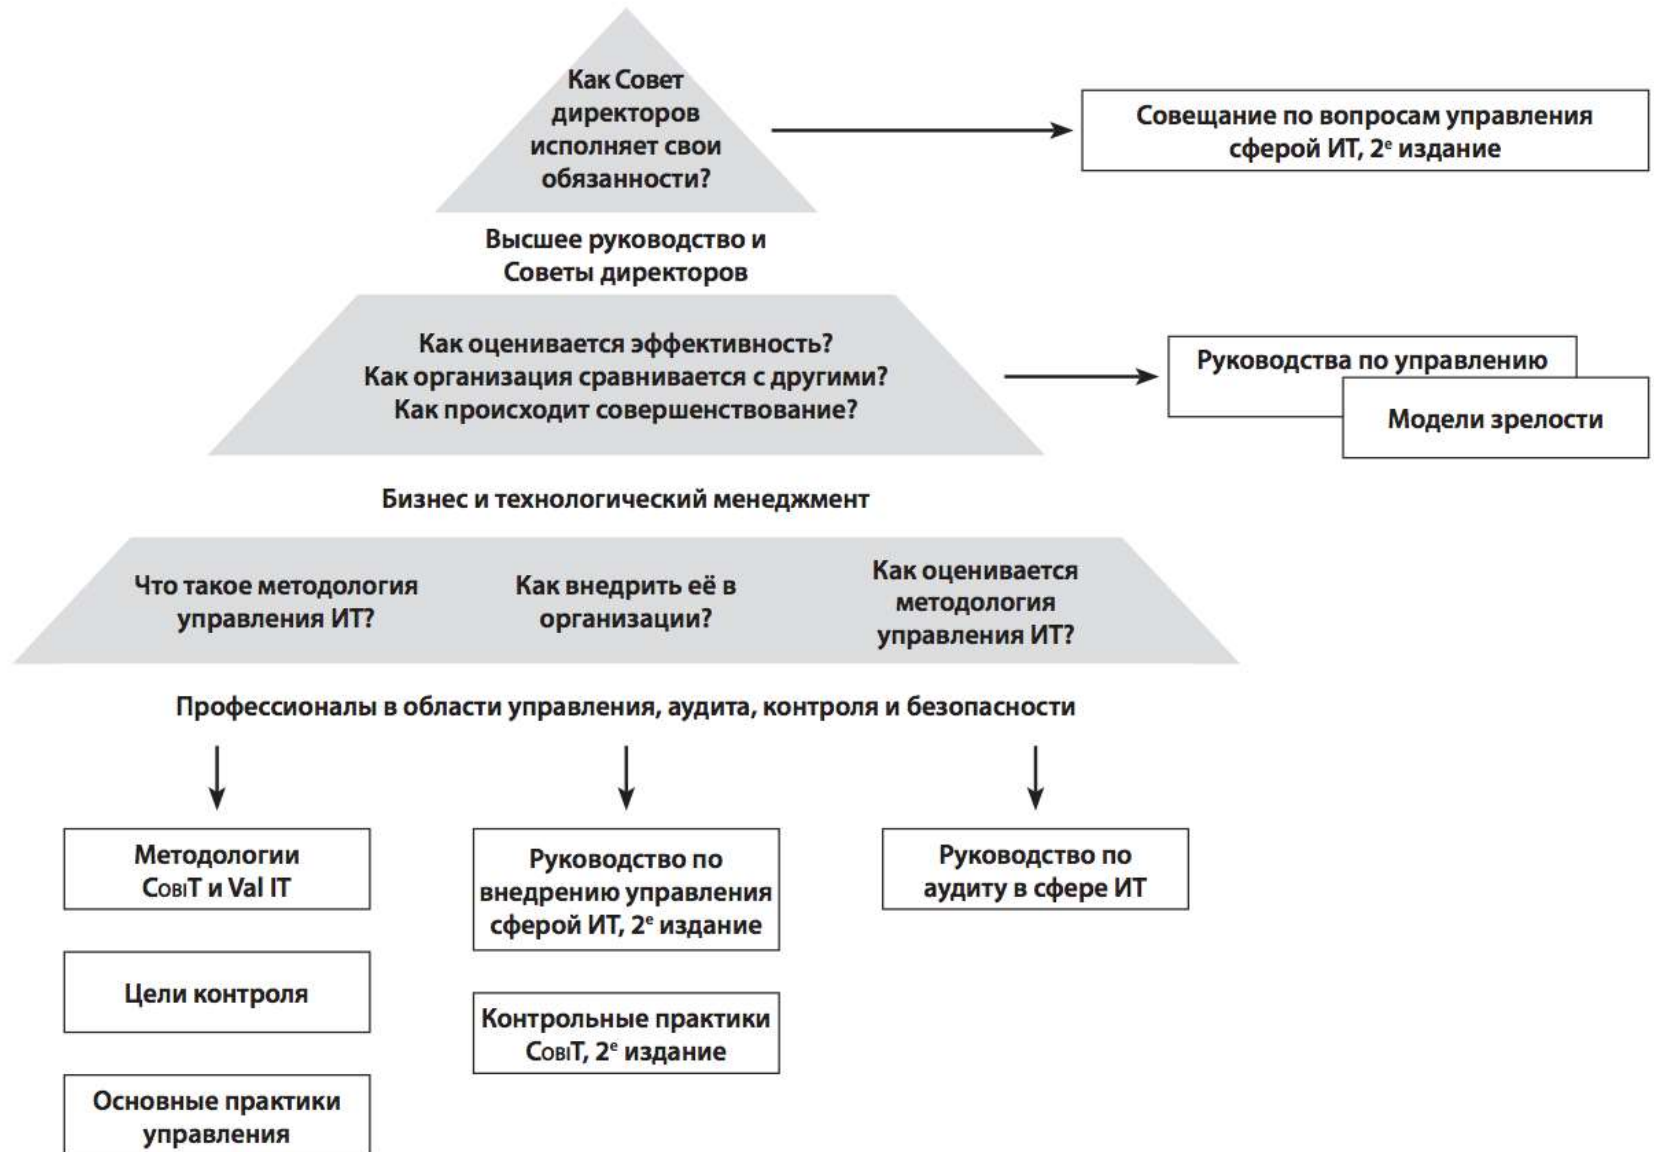 Как Совет
директоров
исполняет свои
обязанности?
Совещание по вопросам управления
сферой ИТ, 2е издание
Высшее руководство и
Советы директоров
Как оценивается эффективность?
Как организация сравнивается с другими?
Как происходит совершенствование?
Руководства по управлению
Модели зрелости
Бизнес и технологический менеджмент
Что такое методология
управления ИТ?
Как внедрить её в
организации?
Как оценивается
методология
управления ИТ?
Профессионалы в области управления, аудита, контроля и безопасности
Методологии
CobiT и Val IT
Цели контроля
Основные практики
управления
Руководство по
внедрению управления
сферой ИТ, 2е издание
Контрольные практики
CobiT, 2е издание
Руководство по
аудиту в сфере ИТ